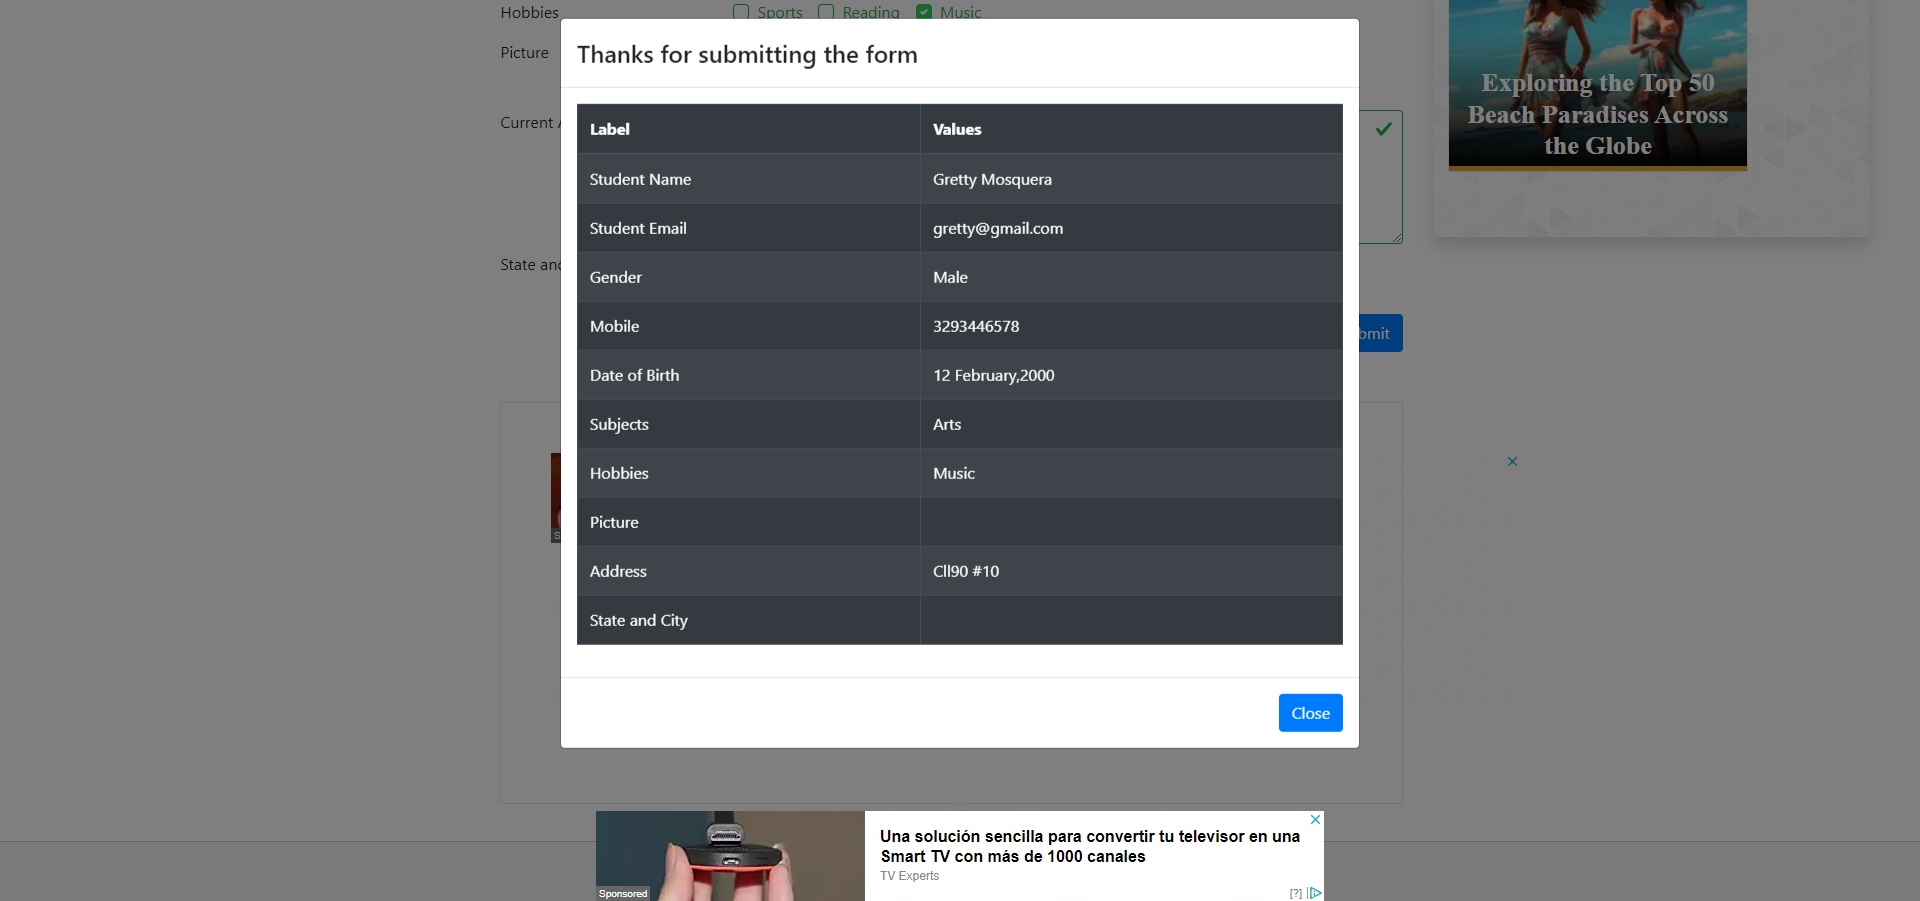 Hobbies Sports Reading Music
Picture
Thanks for submitting the form
Current A
State and
bmit
Label Values
Student Name Gretty Mosquera
Student Email gretty@gmail.com
Gender Male
Mobile 3293446578
Date of Birth 12 February,2000
Subjects Arts
Hobbies Music
Picture
Address Cll90 #10
State and City
Close
Exploring the Top 50
Beach Paradises Across
the Globe
S
Una solución sencilla para convertir tu televisor en una
Smart TV con más de 1000 canales
TV Experts
Sponsored
[?]